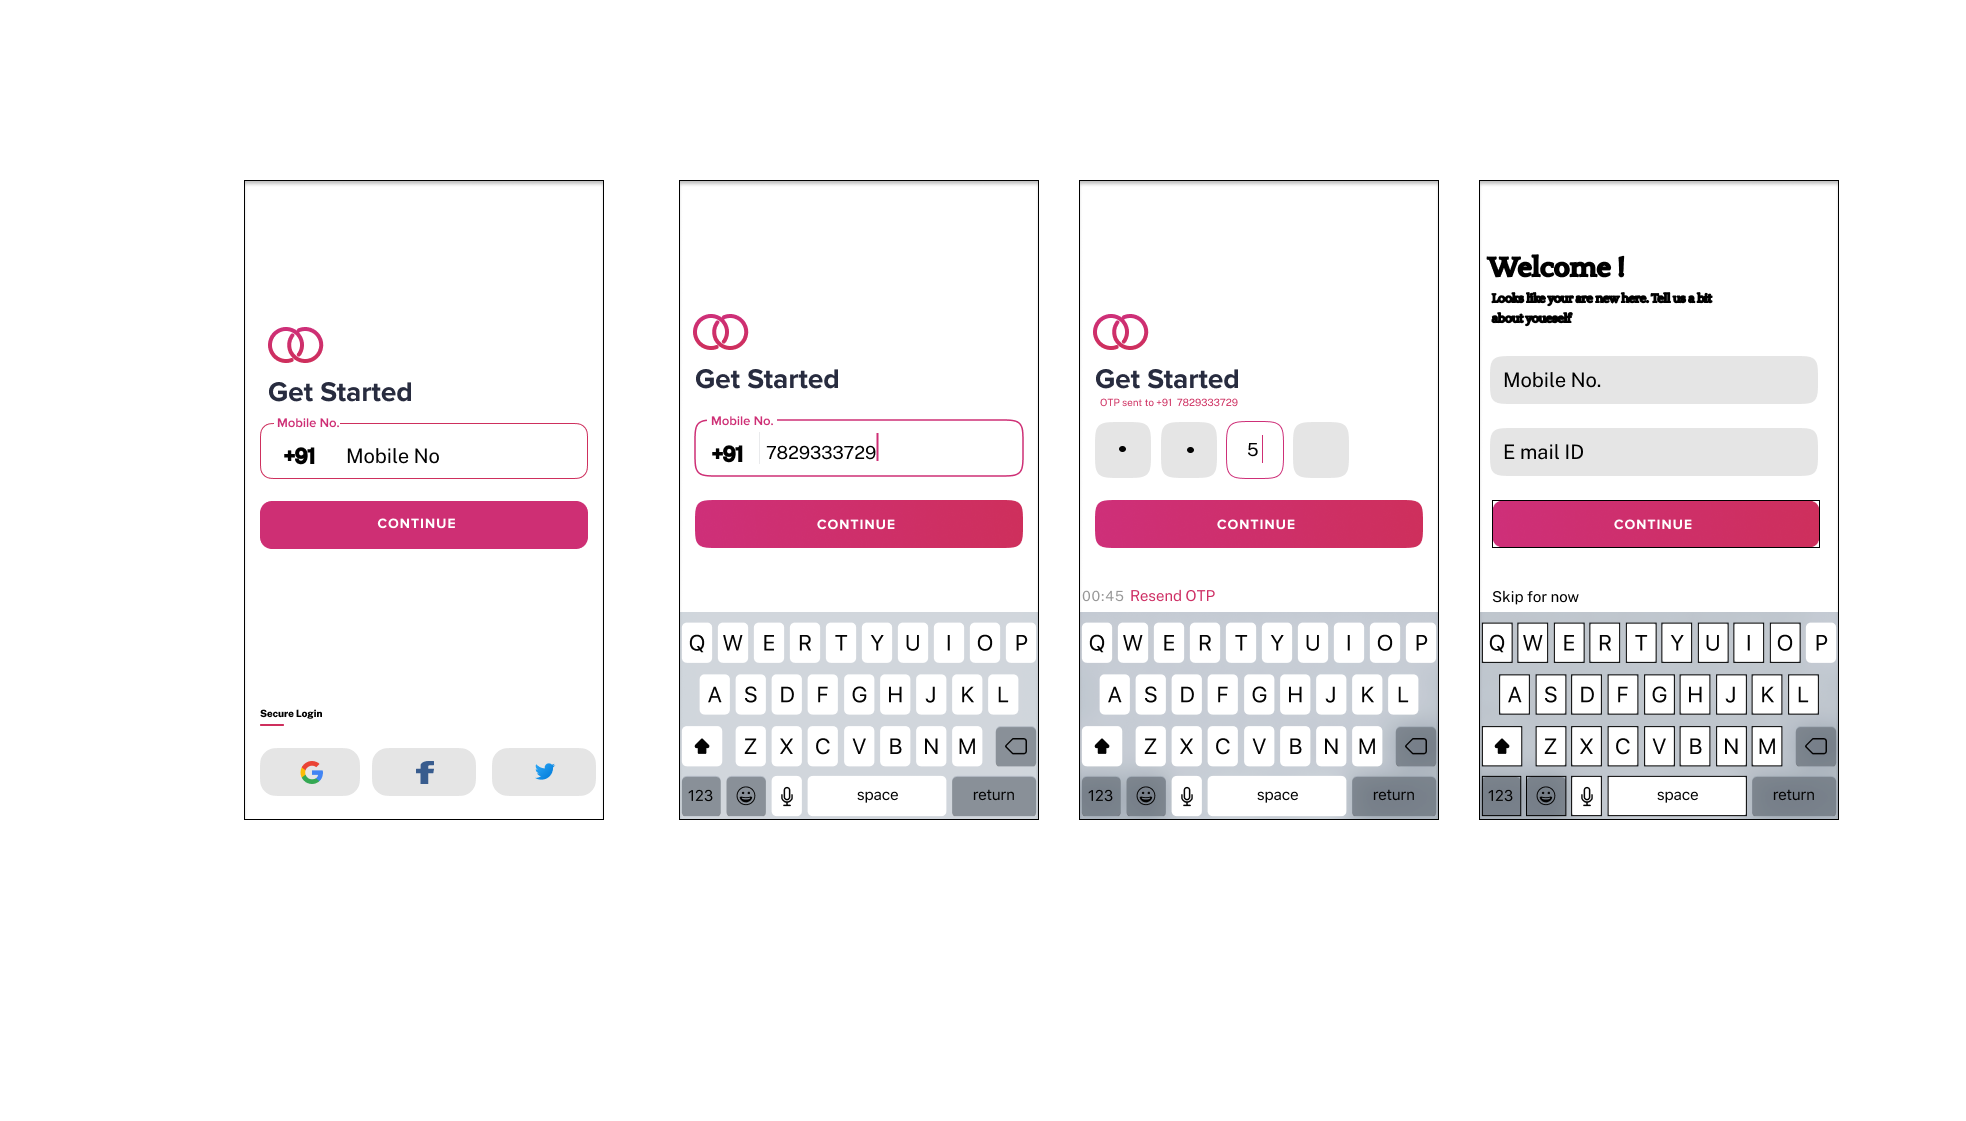 Get Started
Mobile No.
+91 Mobile No
CONTINUE
Secure Login
Get Started
Mobile No.
+91 7829333729
CONTINUE
Q W E R T Y U I O P
A S D F G H J K L
Z X C V B N M
123 space return
Get Started
OTP sent to +91 7829333729
5
CONTINUE
00:45 Resend OTP
Q W E R T Y U I O P
A S D F G H J K L
Z X C V B N M
123 space return
Welcome !
Looks like your are new here. Tell us a bit
about youeself
Mobile No.
E mail ID
CONTINUE
Skip for now
Q W E R T Y U I O P
A S D F G H J K L
Z X C V B N M
123 space return